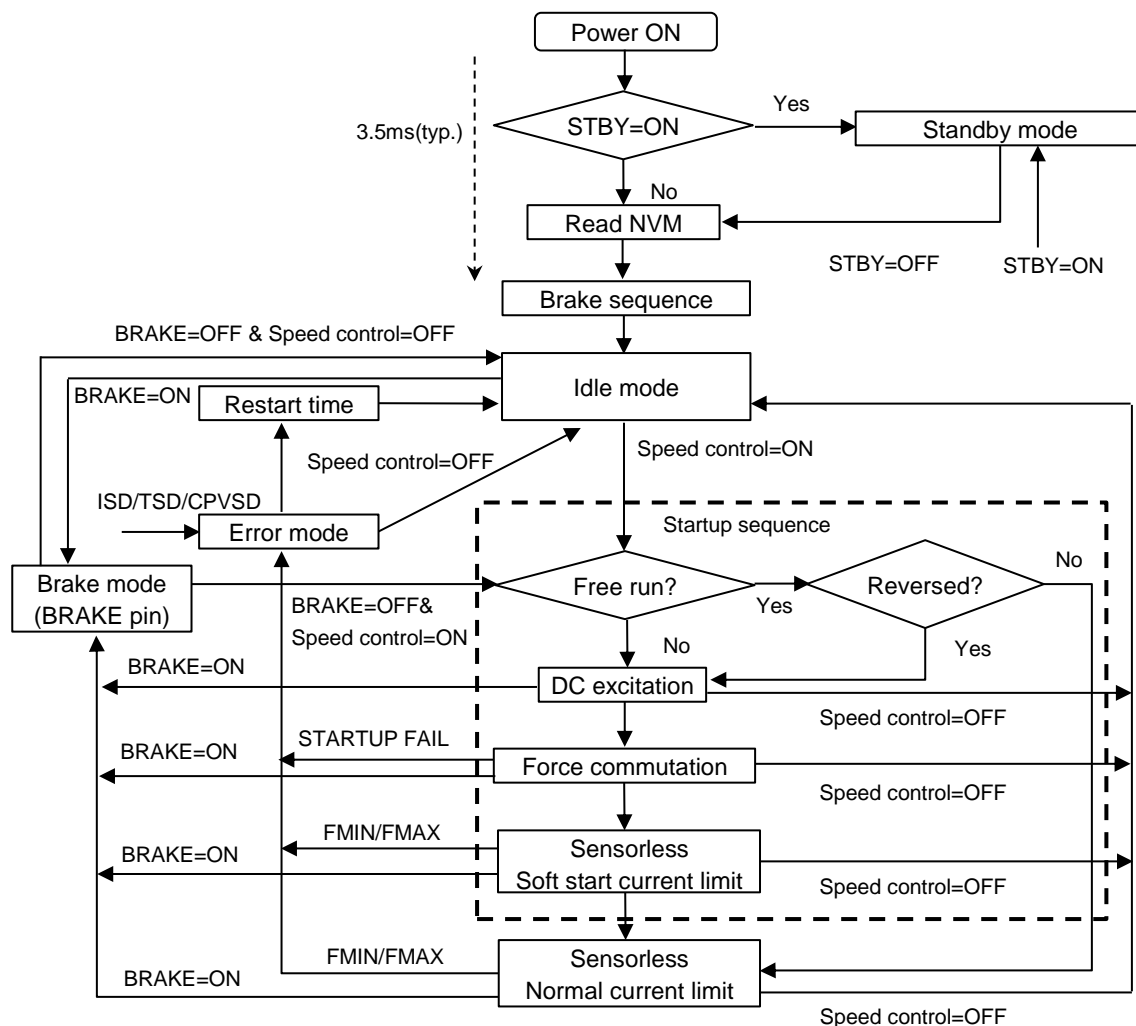 Power ON
3.5ms(typ.)
STBY=ON
Yes
Standby mode
No
Read NVM
STBY=OFF
STBY=ON
Brake sequence
BRAKE=OFF & Speed control=OFF
Idle mode
BRAKE=ON
Restart time
Speed control=OFF
Speed control=ON
ISD/TSD/CPVSD
Error mode
Startup sequence
Brake mode
(BRAKE pin)
BRAKE=OFF&
Speed control=ON
Free run?
Yes
Reversed?
No
No
Yes
BRAKE=ON
DC excitation
Speed control=OFF
STARTUP FAIL
BRAKE=ON
Force commutation
Speed control=OFF
FMIN/FMAX
BRAKE=ON
Sensorless
Soft start current limit
Speed control=OFF
FMIN/FMAX
BRAKE=ON
Sensorless
Normal current limit
Speed control=OFF